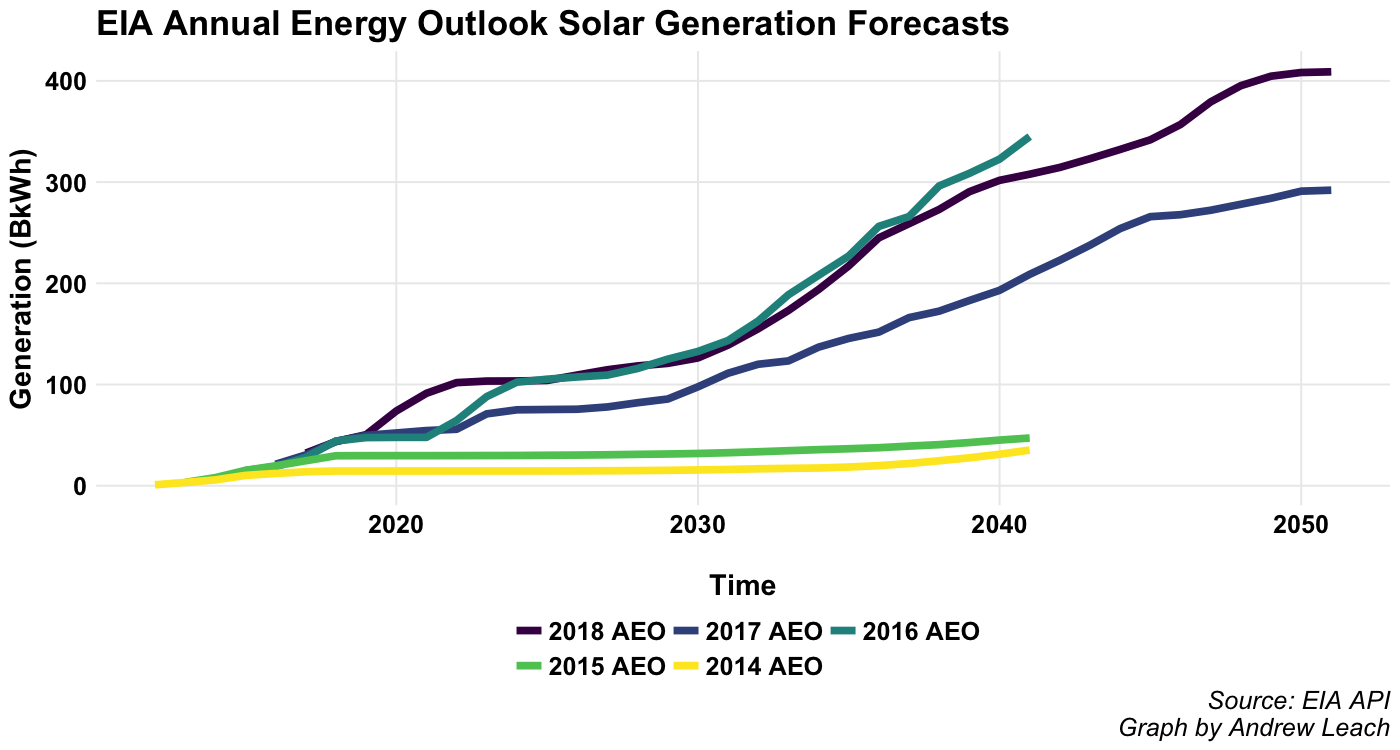 EIA Annual Energy Outlook Solar Generation Forecasts
400
300
200
100
0
Generation (BkWh)
2020 2030 2040 2050
Time
2018 AEO 2017 AEO 2016 AEO
2015 AEO 2014 AEO
Source: EIA API
Graph by Andrew Leach